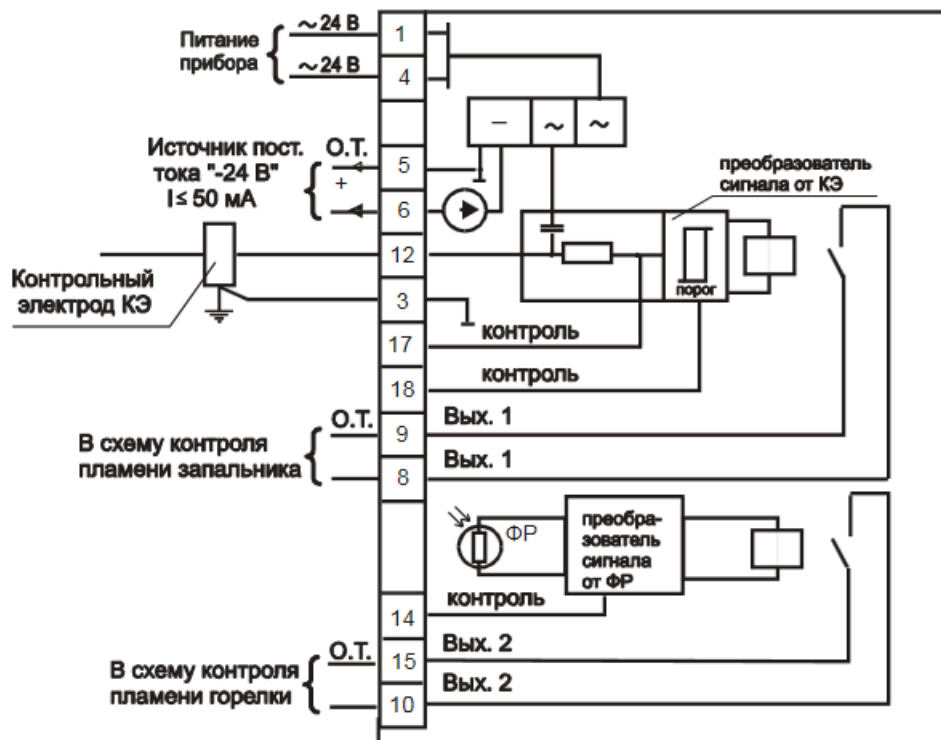 Питание
прибора
~24 В
~24 В
1
4
Источник пост.
тока "-24 В"
I ≤ 50 мА
О.Т.
+
5
6
–
~
~
преобразователь
сигнала от КЭ
порог
12
Контрольный
электрод КЭ
3
контроль
17
контроль
18
В схему контроля
пламени запальника
О.Т.
9
Вых. 1
8
Вых. 1
ФР
преобра-
зователь
сигнала
от ФР
контроль
14
В схему контроля
пламени горелки
О.Т.
15
Вых. 2
10
Вых. 2